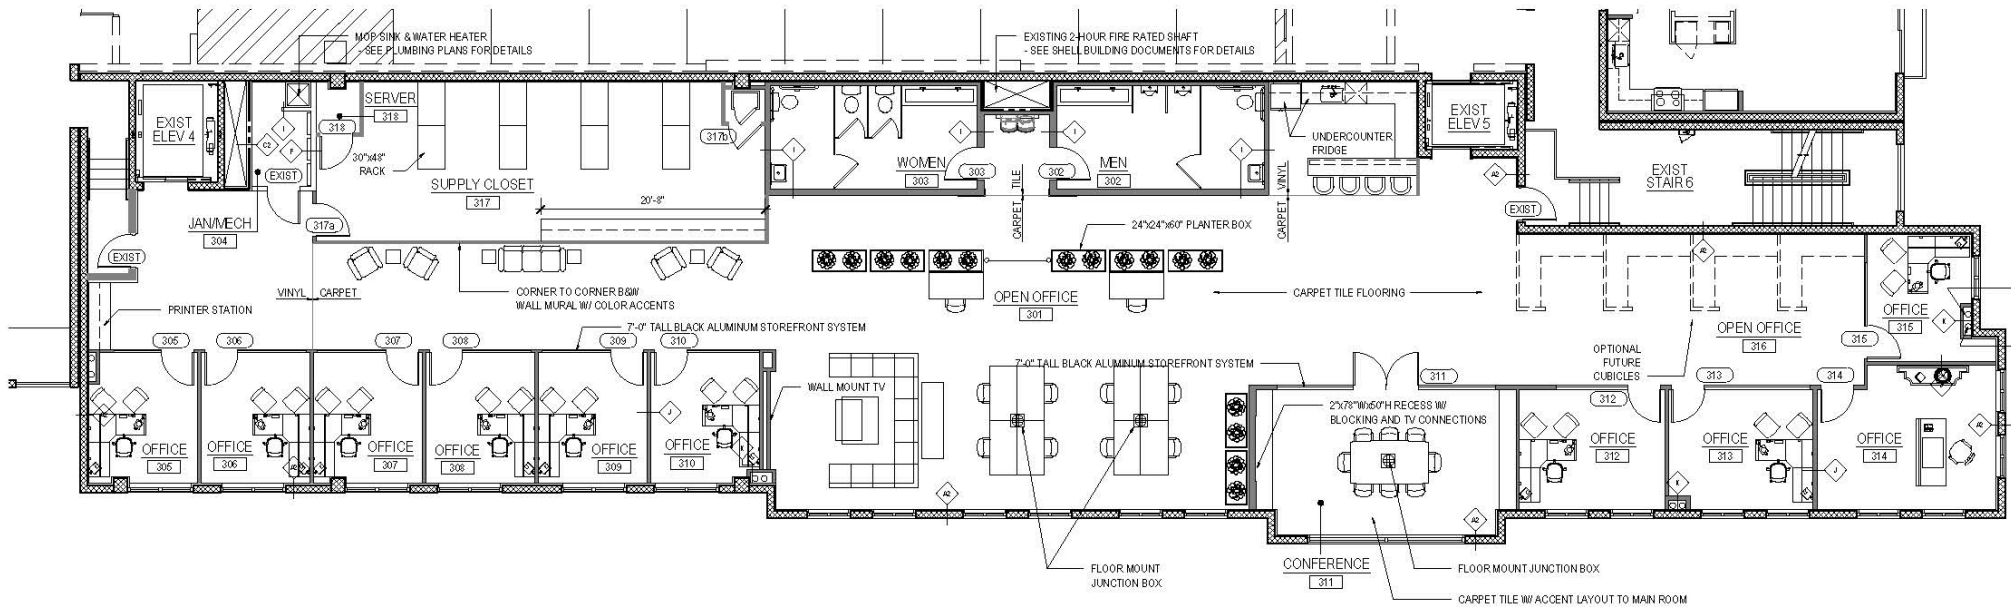 MOP SINK & WATER HEATER
- SEE PLUMBING PLANS FOR DETAILS
EXISTING 2-HOUR FIRE RATED SHAFT
- SEE SHELL BUILDING DOCUMENTS FOR DETAILS
EXIST
ELEV 4
SERVER
318
318
I
C2
F
EXIST
30"x48"
RACK
SUPPLY CLOSET
317
317b
20'-8"
JAN/MECH
304
317a
EXIST
I
WOMEN
303
303
I
I
302
MEN
302
I
TILE
CARPET
VINYL
CARPET
UNDERCOUNTER
FRIDGE
EXIST
ELEV 5
A2
EXIST
EXIST
STAIR 6
24"x24"x60" PLANTER BOX
CORNER TO CORNER B&W
WALL MURAL W/ COLOR ACCENTS
VINYL
CARPET
PRINTER STATION
OPEN OFFICE
301
CARPET TILE FLOORING
A2
OPEN OFFICE
316
OPTIONAL
FUTURE
CUBICLES
OFFICE
315
K
315
7'-0" TALL BLACK ALUMINUM STOREFRONT SYSTEM
305
306
307
308
309
310
7'-0" TALL BLACK ALUMINUM STOREFRONT SYSTEM
311
312
313
314
WALL MOUNT TV
2"x78"Wx50"H RECESS W/
BLOCKING AND TV CONNECTIONS
A2
OFFICE
305
OFFICE
306
A2
OFFICE
307
OFFICE
308
OFFICE
309
J
OFFICE
310
K
A2
A2
OFFICE
312
K
OFFICE
313
J
OFFICE
314
A2
FLOOR MOUNT
JUNCTION BOX
CONFERENCE
311
FLOOR MOUNT JUNCTION BOX
CARPET TILE W/ ACCENT LAYOUT TO MAIN ROOM